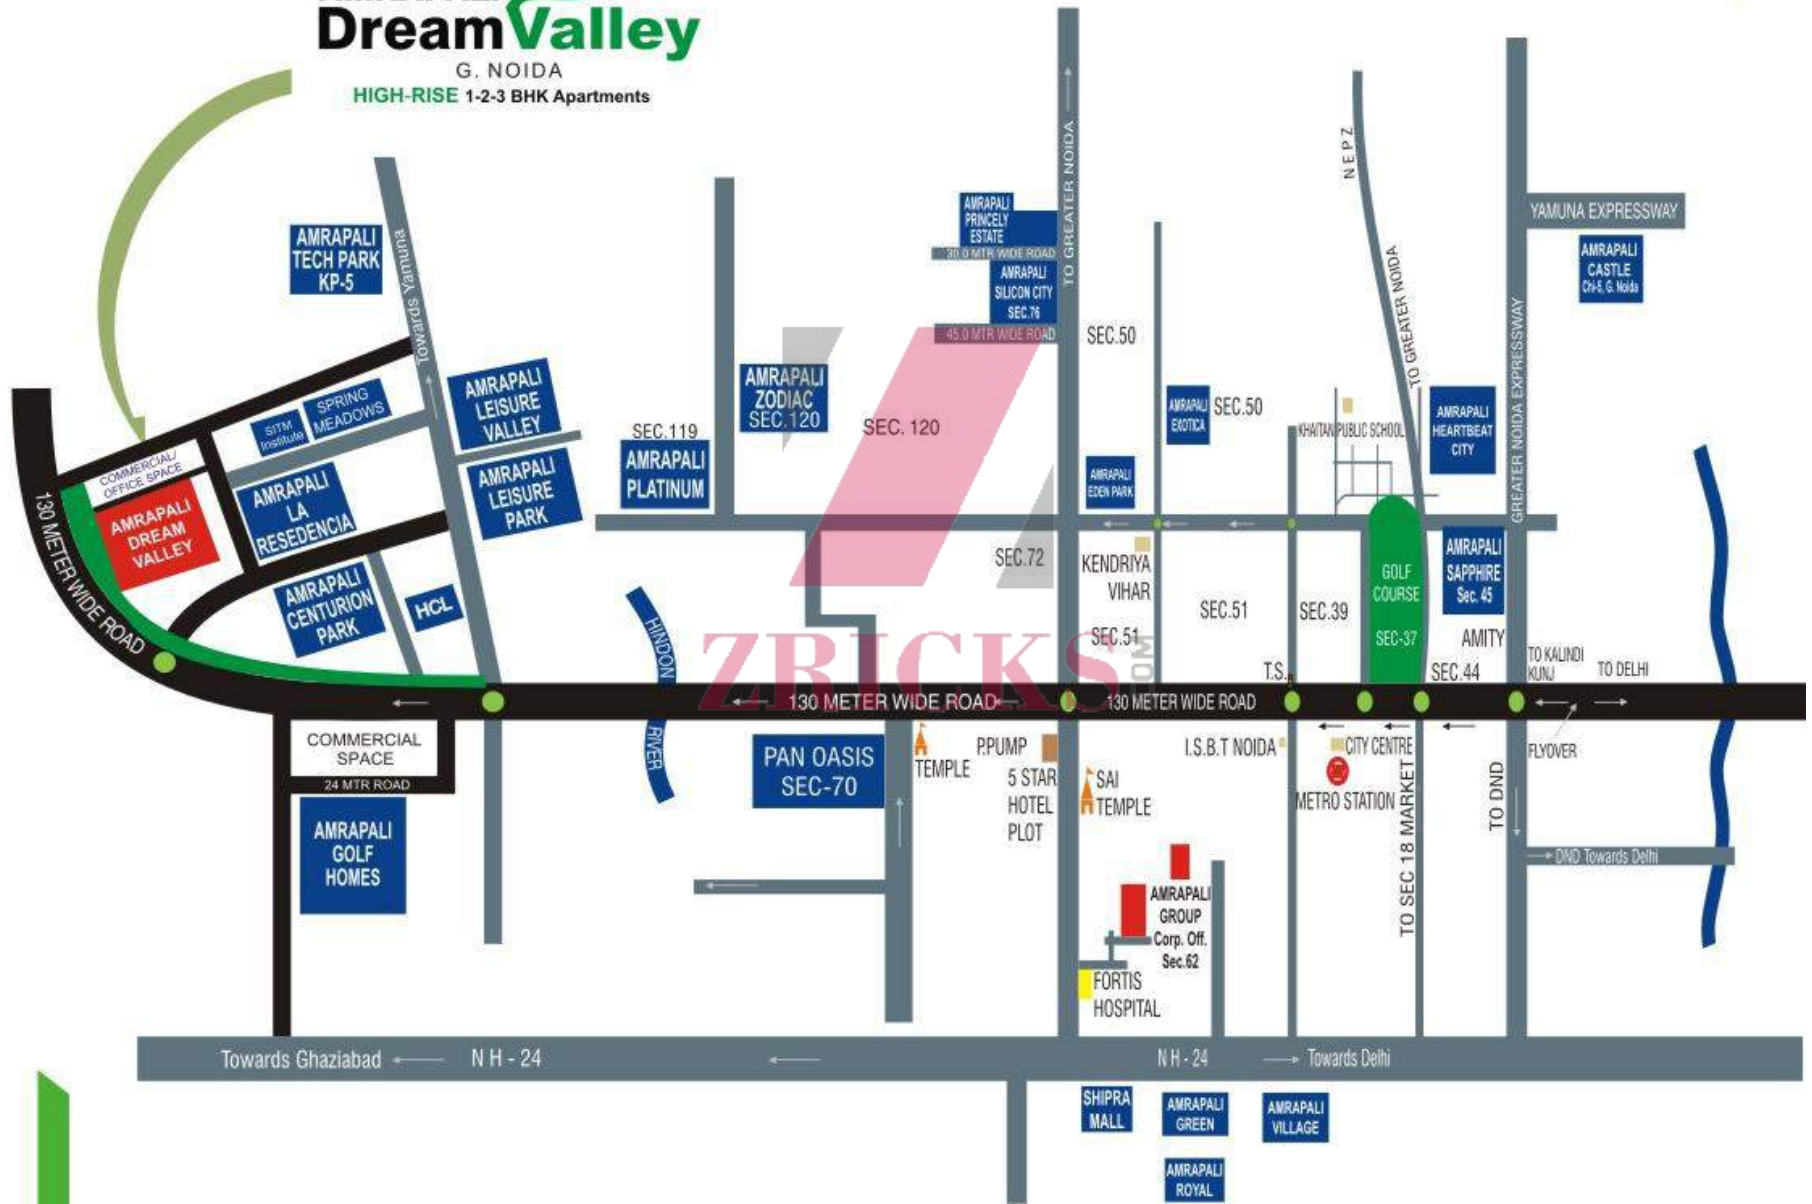 DreamValley
G. NOIDA
HIGH-RISE 1-2-3 BHK Apartments
AMRAPALI
TECH PARK
KP-5
Towards Yamuna
AMRAPALI
PRINCELY
ESTATE
30.0 MTR WIDE ROAD
AMRAPALI
SILICON CITY
SEC.76
45.0 MTR WIDE ROAD
TO GREATER NOIDA
SEC.50
NEPZ
TO GREATER NOIDA
YAMUNA EXPRESSWAY
AMRAPALI
CASTLE
Chi-5, G. Noida
GREATER NOIDA EXPRESSWAY
SITM
Institute
SPRING
MEADOWS
AMRAPALI
LEISURE
VALLEY
AMRAPALI
LEISURE
PARK
SEC.119
AMRAPALI
PLATINUM
AMRAPALI
ZODIAC
SEC.120
SEC. 120
AMRAPALI
EXOTICA
SEC.50
AMRAPALI
EDEN PARK
KHAITAN PUBLIC SCHOOL
AMRAPALI
HEARTBEAT
CITY
COMMERCIAL/
OFFICE SPACE
AMRAPALI
DREAM
VALLEY
AMRAPALI
LA
RESEDENCIA
AMRAPALI
CENTURION
PARK
HCL
130 METER WIDE ROAD
HINDON
RIVER
SEC.72
KENDRIYA
VIHAR
SEC.51
SEC.51
SEC.39
GOLF
COURSE
SEC-37
AMRAPALI
SAPPHIRE
Sec. 45
AMITY
SEC.44
T.S.
TO KALINDI
KUNJ
TO DELHI
ZRICKS
.COM
130 METER WIDE ROAD
130 METER WIDE ROAD
COMMERCIAL
SPACE
24 MTR ROAD
AMRAPALI
GOLF
HOMES
PAN OASIS
SEC-70
TEMPLE
P.PUMP
5 STAR
HOTEL
PLOT
SAI
TEMPLE
I.S.B.T NOIDA
CITY CENTRE
METRO STATION
TO SEC 18 MARKET
TO DND
FLYOVER
DND Towards Delhi
AMRAPALI
GROUP
Corp. Off.
Sec.62
FORTIS
HOSPITAL
Towards Ghaziabad
NH-24
NH-24
Towards Delhi
SHIPRA
MALL
AMRAPALI
GREEN
AMRAPALI
VILLAGE
AMRAPALI
ROYAL